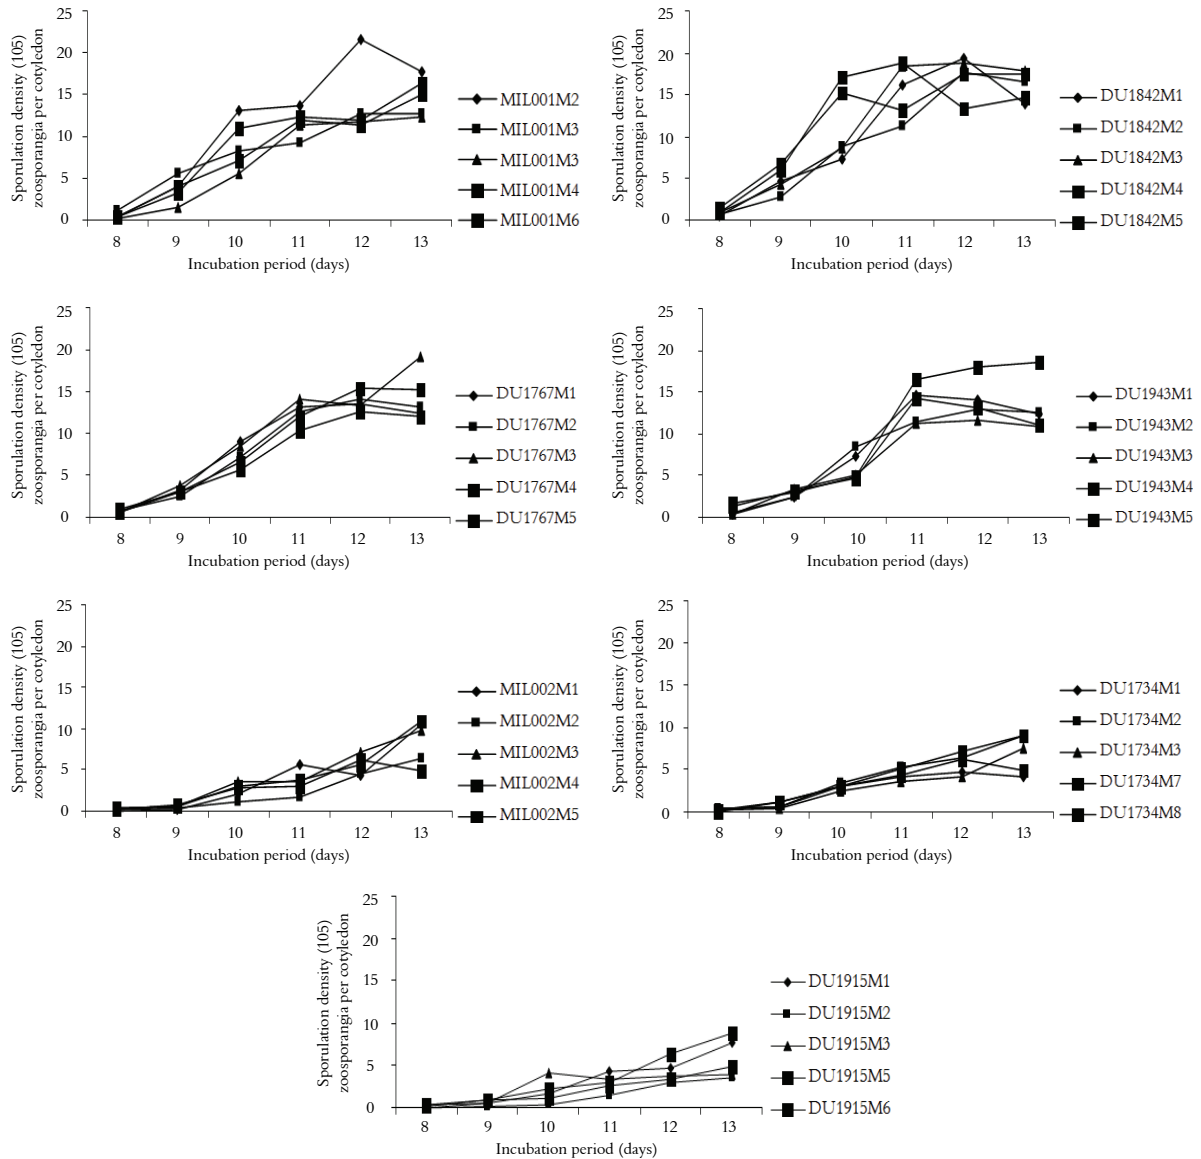 Sporulation density (105)
zoosporangia per cotyledon
25
20
15
10
5
0
8 9 10 11 12 13
Incubation period (days)
MIL001M2
MIL001M3
MIL001M3
MIL001M4
MIL001M6
Sporulation density (105)
zoosporangia per cotyledon
25
20
15
10
5
0
8 9 10 11 12 13
Incubation period (days)
DU1842M1
DU1842M2
DU1842M3
DU1842M4
DU1842M5
Sporulation density (105)
zoosporangia per cotyledon
25
20
15
10
5
0
8 9 10 11 12 13
Incubation period (days)
DU1767M1
DU1767M2
DU1767M3
DU1767M4
DU1767M5
Sporulation density (105)
zoosporangia per cotyledon
25
20
15
10
5
0
8 9 10 11 12 13
Incubation period (days)
DU1943M1
DU1943M2
DU1943M3
DU1943M4
DU1943M5
Sporulation density (105)
zoosporangia per cotyledon
25
20
15
10
5
0
8 9 10 11 12 13
Incubation period (days)
MIL002M1
MIL002M2
MIL002M3
MIL002M4
MIL002M5
Sporulation density (105)
zoosporangia per cotyledon
25
20
15
10
5
0
8 9 10 11 12 13
Incubation period (days)
DU1734M1
DU1734M2
DU1734M3
DU1734M7
DU1734M8
Sporulation density (105)
zoosporangia per cotyledon
25
20
15
10
5
0
8 9 10 11 12 13
Incubation period (days)
DU1915M1
DU1915M2
DU1915M3
DU1915M5
DU1915M6